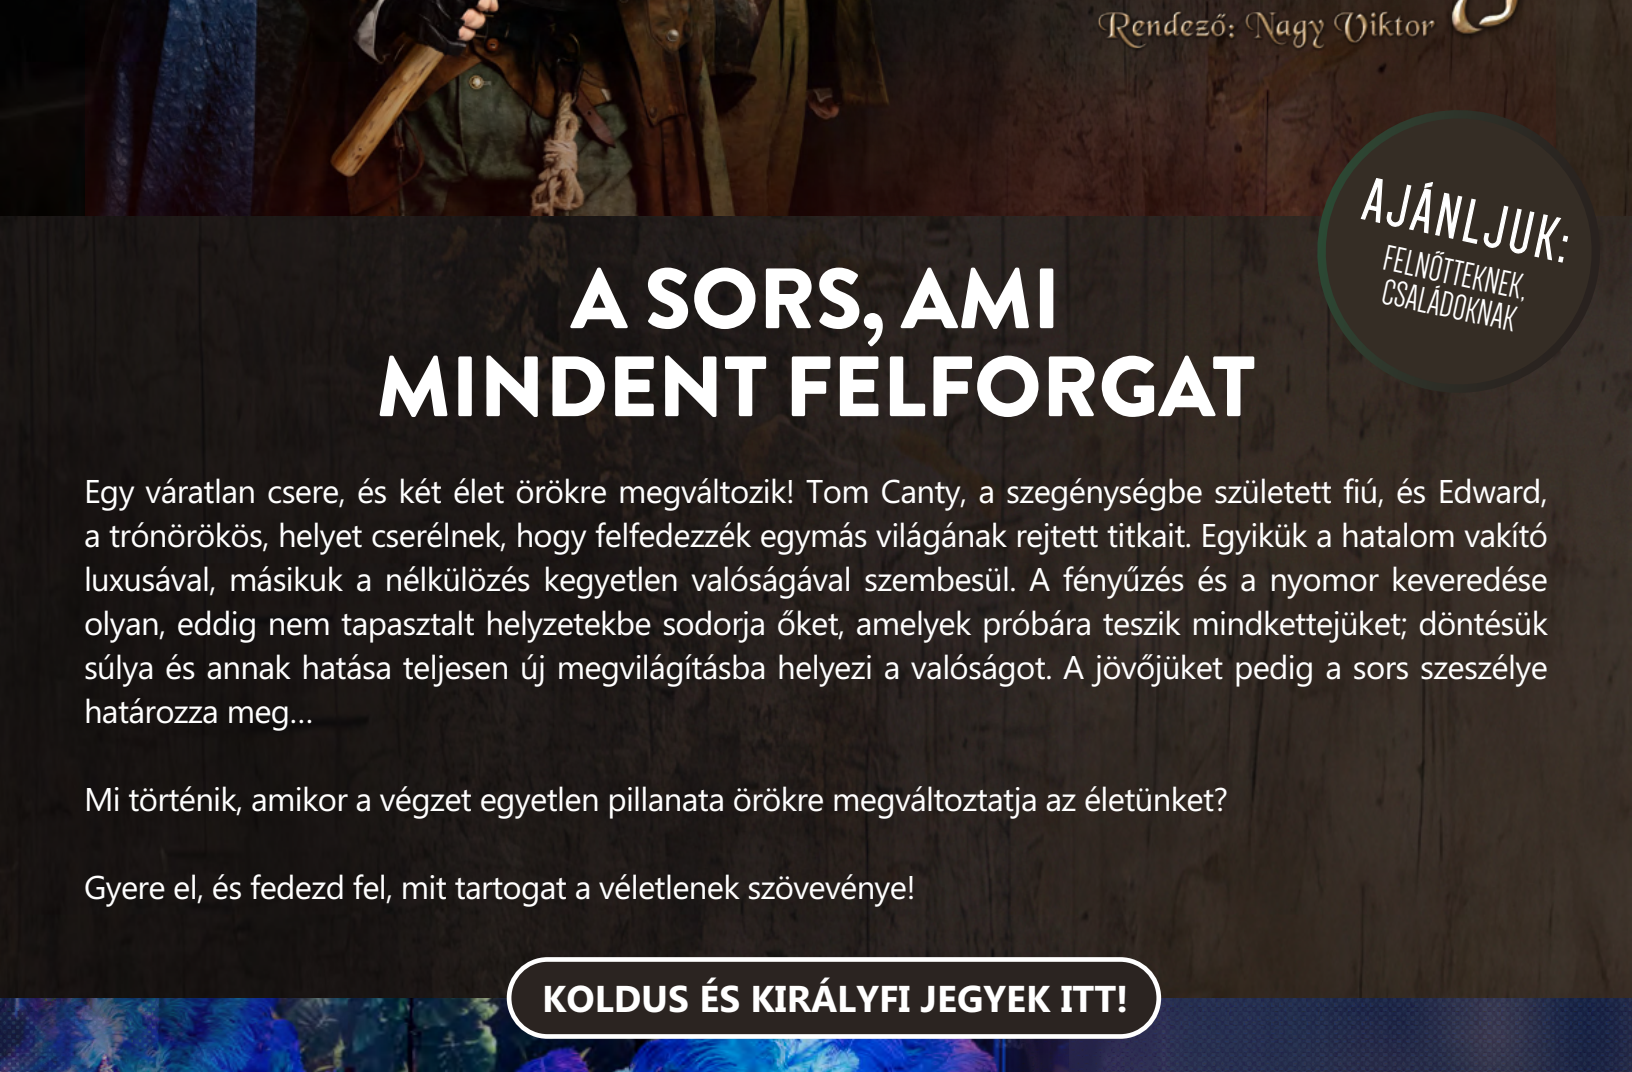 Rendező: Nagy Viktor
AJÁNLJUK:
FELNŐTTEKNEK,
CSALÁDOKNAK
A SORS, AMI
MINDENT FELFORGAT
Egy váratlan csere, és két élet örökre megváltozik! Tom Canty, a szegénységbe született fiú, és Edward,
a trónörökös, helyet cserélnek, hogy felfedezzék egymás világának rejtett titkait. Egyikük a hatalom vakító
luxusával, másikuk a nélkülözés kegyetlen valóságával szembesül. A fényűzés és a nyomor keveredése
olyan, eddig nem tapasztalt helyzetekbe sodorja őket, amelyek próbára teszik mindkettejüket; döntésük
súlya és annak hatása teljesen új megvilágításba helyezi a valóságot. A jövőjüket pedig a sors szeszélye
határozza meg...
Mi történik, amikor a végzet egyetlen pillanata örökre megváltoztatja az életünket?
Gyere el, és fedezd fel, mit tartogat a véletlenek szövevénye!
KOLDUS ÉS KIRÁLYFI JEGYEK ITT!